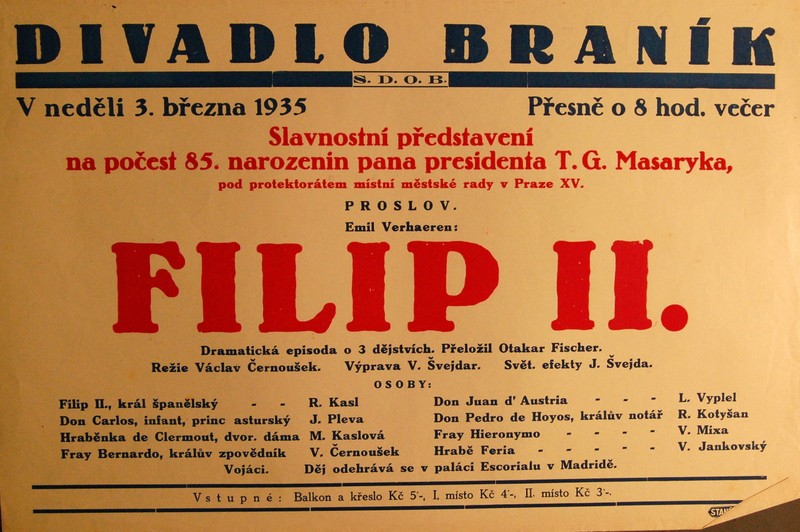 DIVADLO BRANÍK
S. D. O. B.
V neděli 3. března 1935 Přesně o 8 hod. večer
Slavnostní představení
na počest 85. narozenin pana presidenta T. G. Masaryka,
pod protektorátem místní městské rady v Praze XV.
PROSLOV.
Emil Verhaeren:
FILIP II.
Dramatická episoda o 3 dějstvích. Přeložil Otakar Fischer.
Režie Václav Černoušek. Výprava V. Švejdar. Svět. efekty J. Švejda.
OSOBY:
Filip II., král španělský - - R. Kasl
Don Carlos, infant, princ asturský J. Pleva
Hraběnka de Clermout, dvor. dáma M. Kaslová
Fray Bernardo, králův zpovědník V. Černoušek
Don Juan d' Austria - - - L. Vyplel
Don Pedro de Hoyos, králův notář R. Kotyšan
Fray Hieronymo - - - - V. Mixa
Hrabě Feria - - - - - V. Jankovský
Vojáci. Děj odehrává se v paláci Escorialu v Madridě.
Vstupné: Balkon a křeslo Kč 5'-, I. místo Kč 4'-, II. místo Kč 3'-.